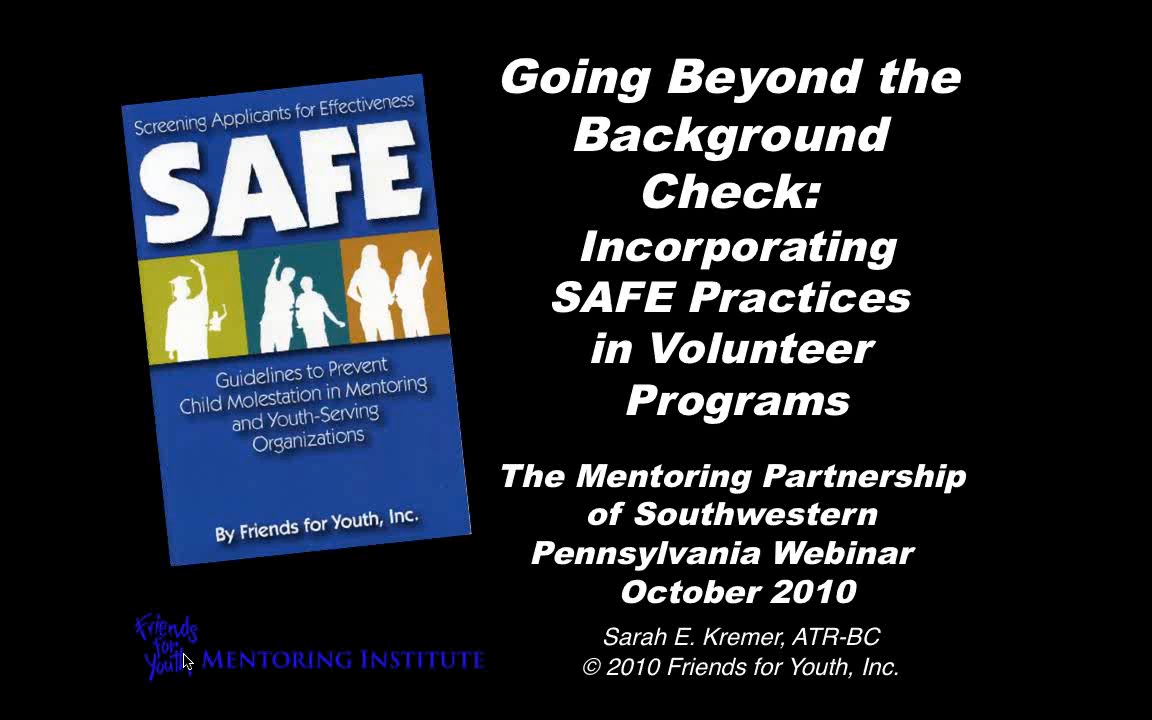 Screening Applicants for Effectiveness
SAFE
Guidelines to Prevent
Child Molestation in Mentoring
and Youth-Serving
Organizations
By Friends for Youth, Inc.
Friends
for
Youth
MENTORING INSTITUTE
Going Beyond the
Background
Check:
Incorporating
SAFE Practices
in Volunteer
Programs
The Mentoring Partnership
of Southwestern
Pennsylvania Webinar
October 2010
Sarah E. Kremer, ATR-BC
© 2010 Friends for Youth, Inc.